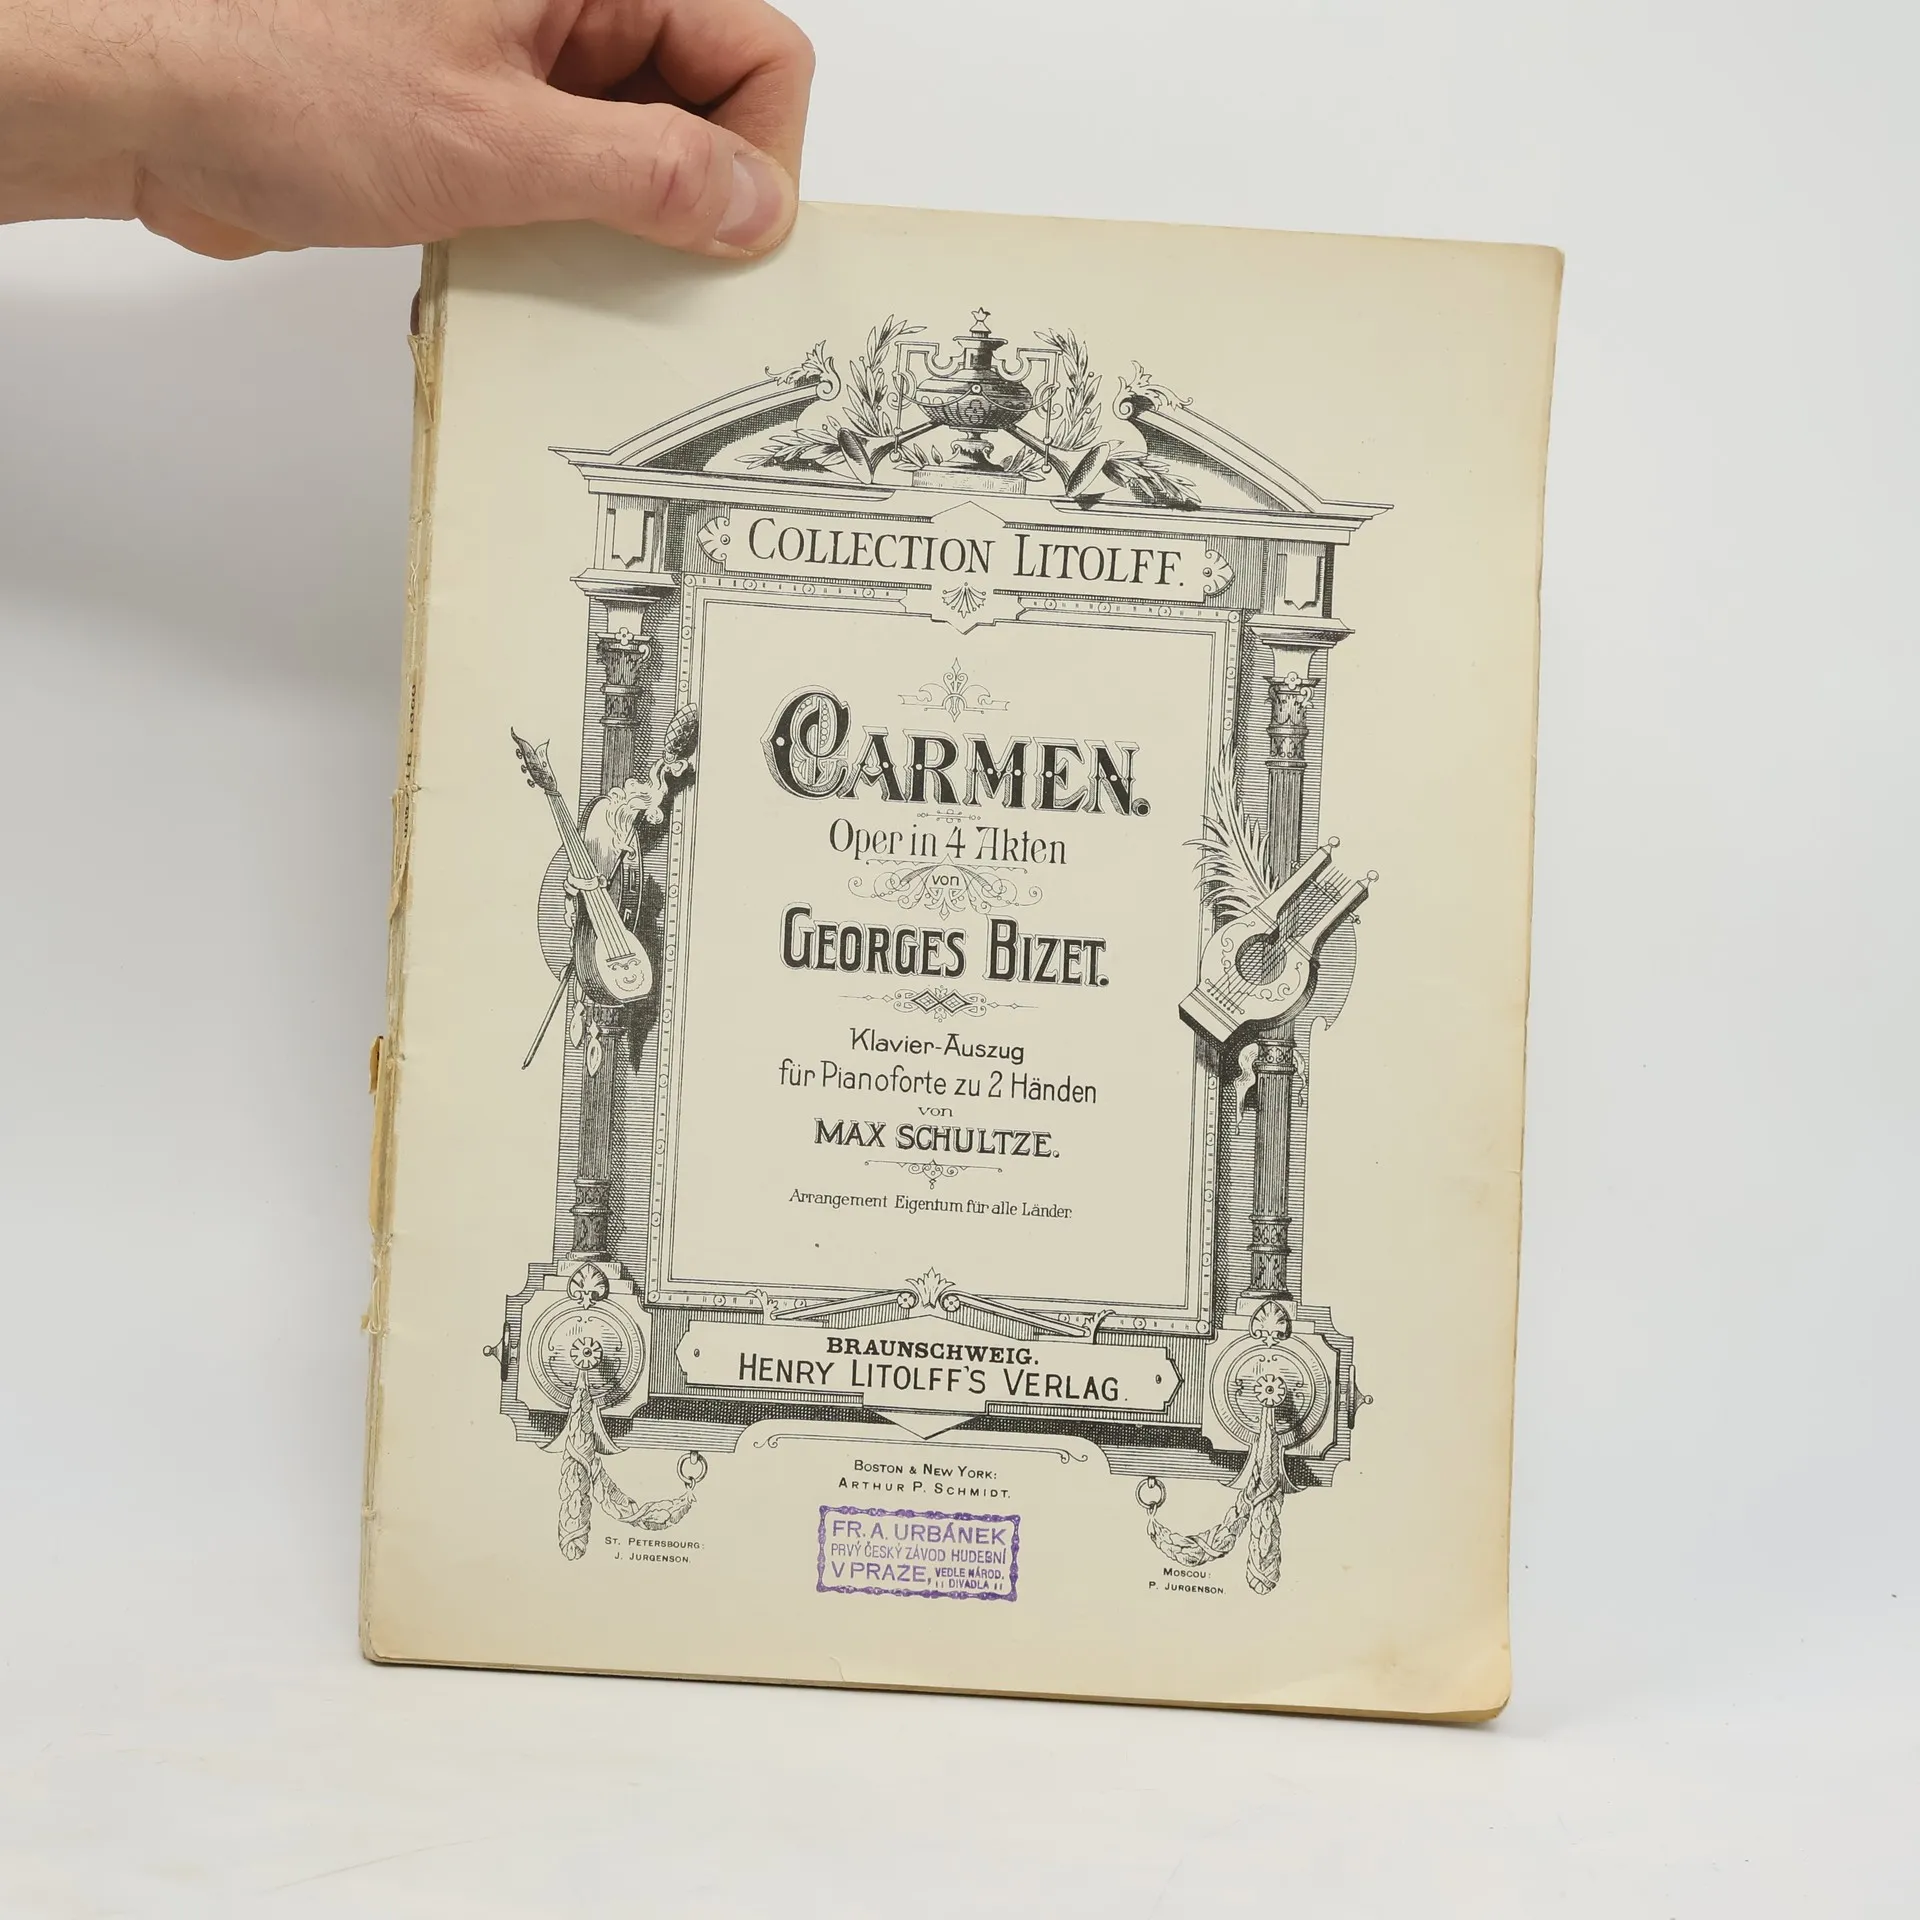 COLLECTION LITOLFF.
CARMEN.
Oper in 4 Akten
von
GEORGES BIZET.
Klavier-Auszug
für Pianoforte zu 2 Händen
von
MAX SCHULTZE.
Arrangement Eigentum für alle Länder.
BRAUNSCHWEIG.
HENRY LITOLFF'S VERLAG.
BOSTON & NEW YORK:
ARTHUR P. SCHMIDT.
ST. PETERSBOURG:
J. JURGENSON.
FR. A. URBÁNEK
PRVÝ ČESKÝ ZÁVOD HUDEBNÍ
V PRAZE, VEDLE NÁROD.
DIVADLA
MOSCOU:
P. JURGENSON.